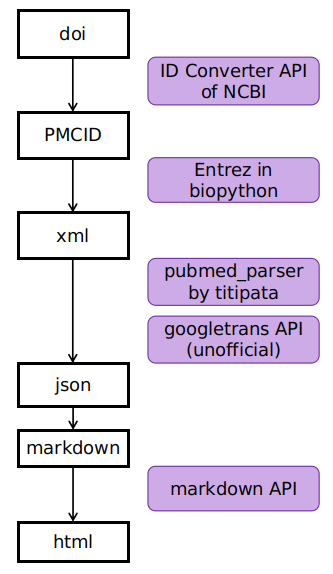 doi
ID Converter API
of NCBI
PMCID
Entrez in
biopython
xml
pubmed_parser
by titipata
googletrans API
(unofficial)
json
markdown
markdown API
html